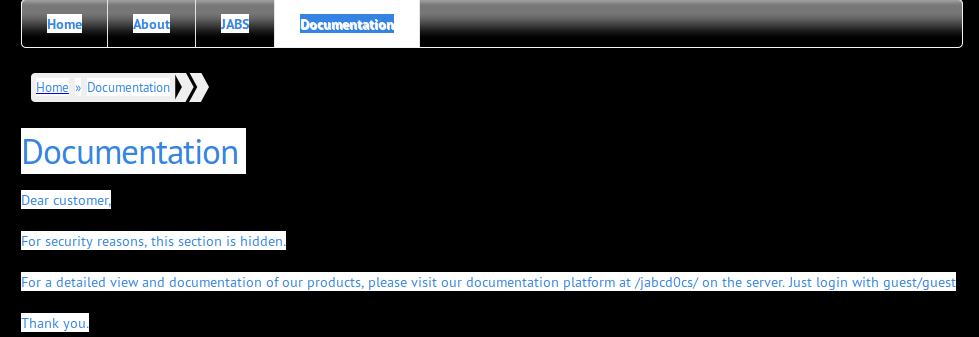 Home About JABS Documentation
Home » Documentation
Documentation
Dear customer,
For security reasons, this section is hidden.
For a detailed view and documentation of our products, please visit our documentation platform at /jabcd0cs/ on the server. Just login with guest/guest
Thank you.